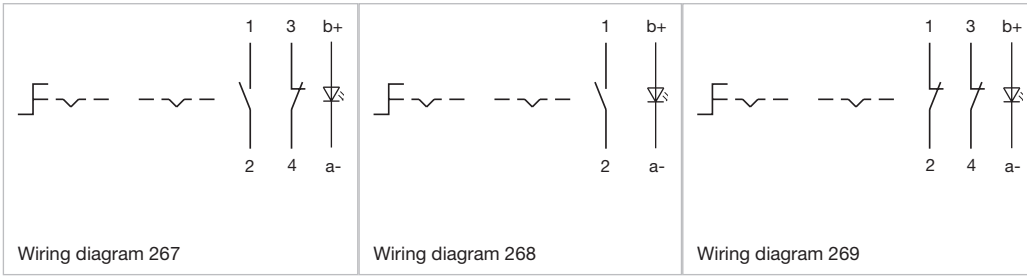 1 3 b+
2 4 a-
Wiring diagram 267
1 b+
2 a-
Wiring diagram 268
1 3 b+
2 4 a-
Wiring diagram 269